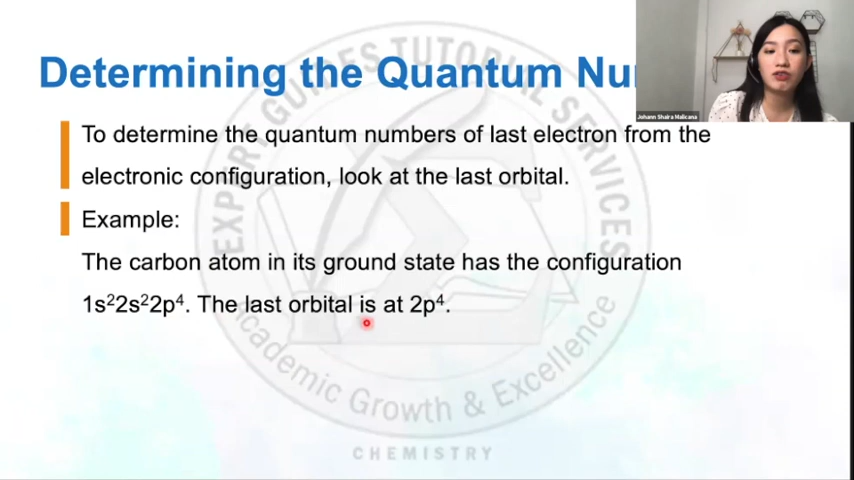 Determining the Quantum Nu
Johann Shaira Malicana
To determine the quantum numbers of last electron from the
electronic configuration, look at the last orbital.
Example:
The carbon atom in its ground state has the configuration
1s²2s²2p⁴. The last orbital is at 2p⁴.
EXPERT GUIDES TUTORIAL SERVICES
Academic Growth & Excellence
CHEMISTRY